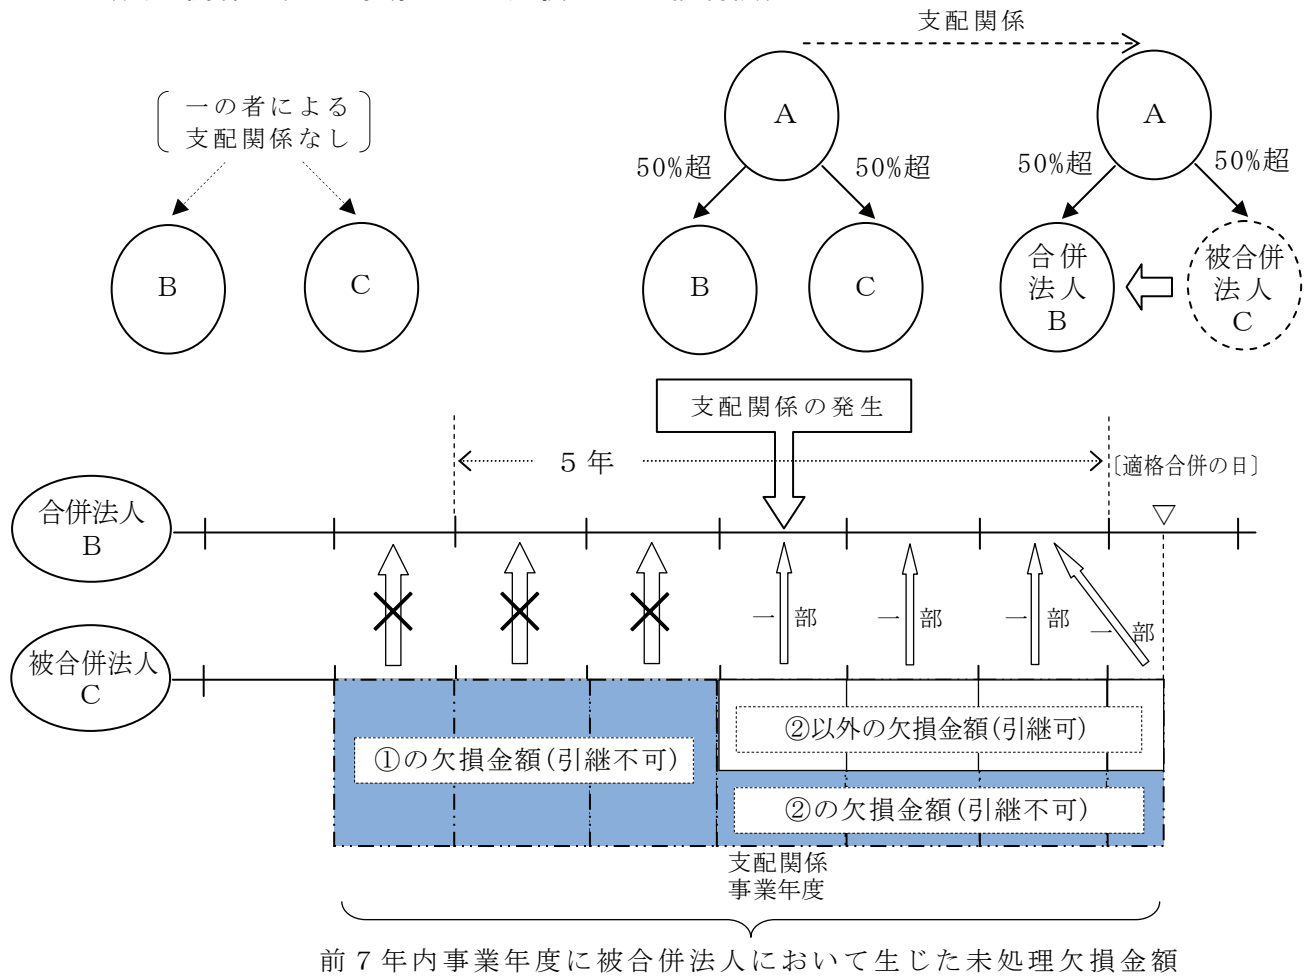 支配関係
一の者による
支配関係なし
A
A
50%超
50%超
50%超
50%超
B
C
B
C
合併
法人
B
被合併
法人
C
支配関係の発生
５年
〔適格合併の日〕
合併法人
B
▽
一部
一部
一部
一部
被合併法人
C
①の欠損金額(引継不可)
②以外の欠損金額(引継可)
②の欠損金額(引継不可)
支配関係
事業年度
前７年内事業年度に被合併法人において生じた未処理欠損金額